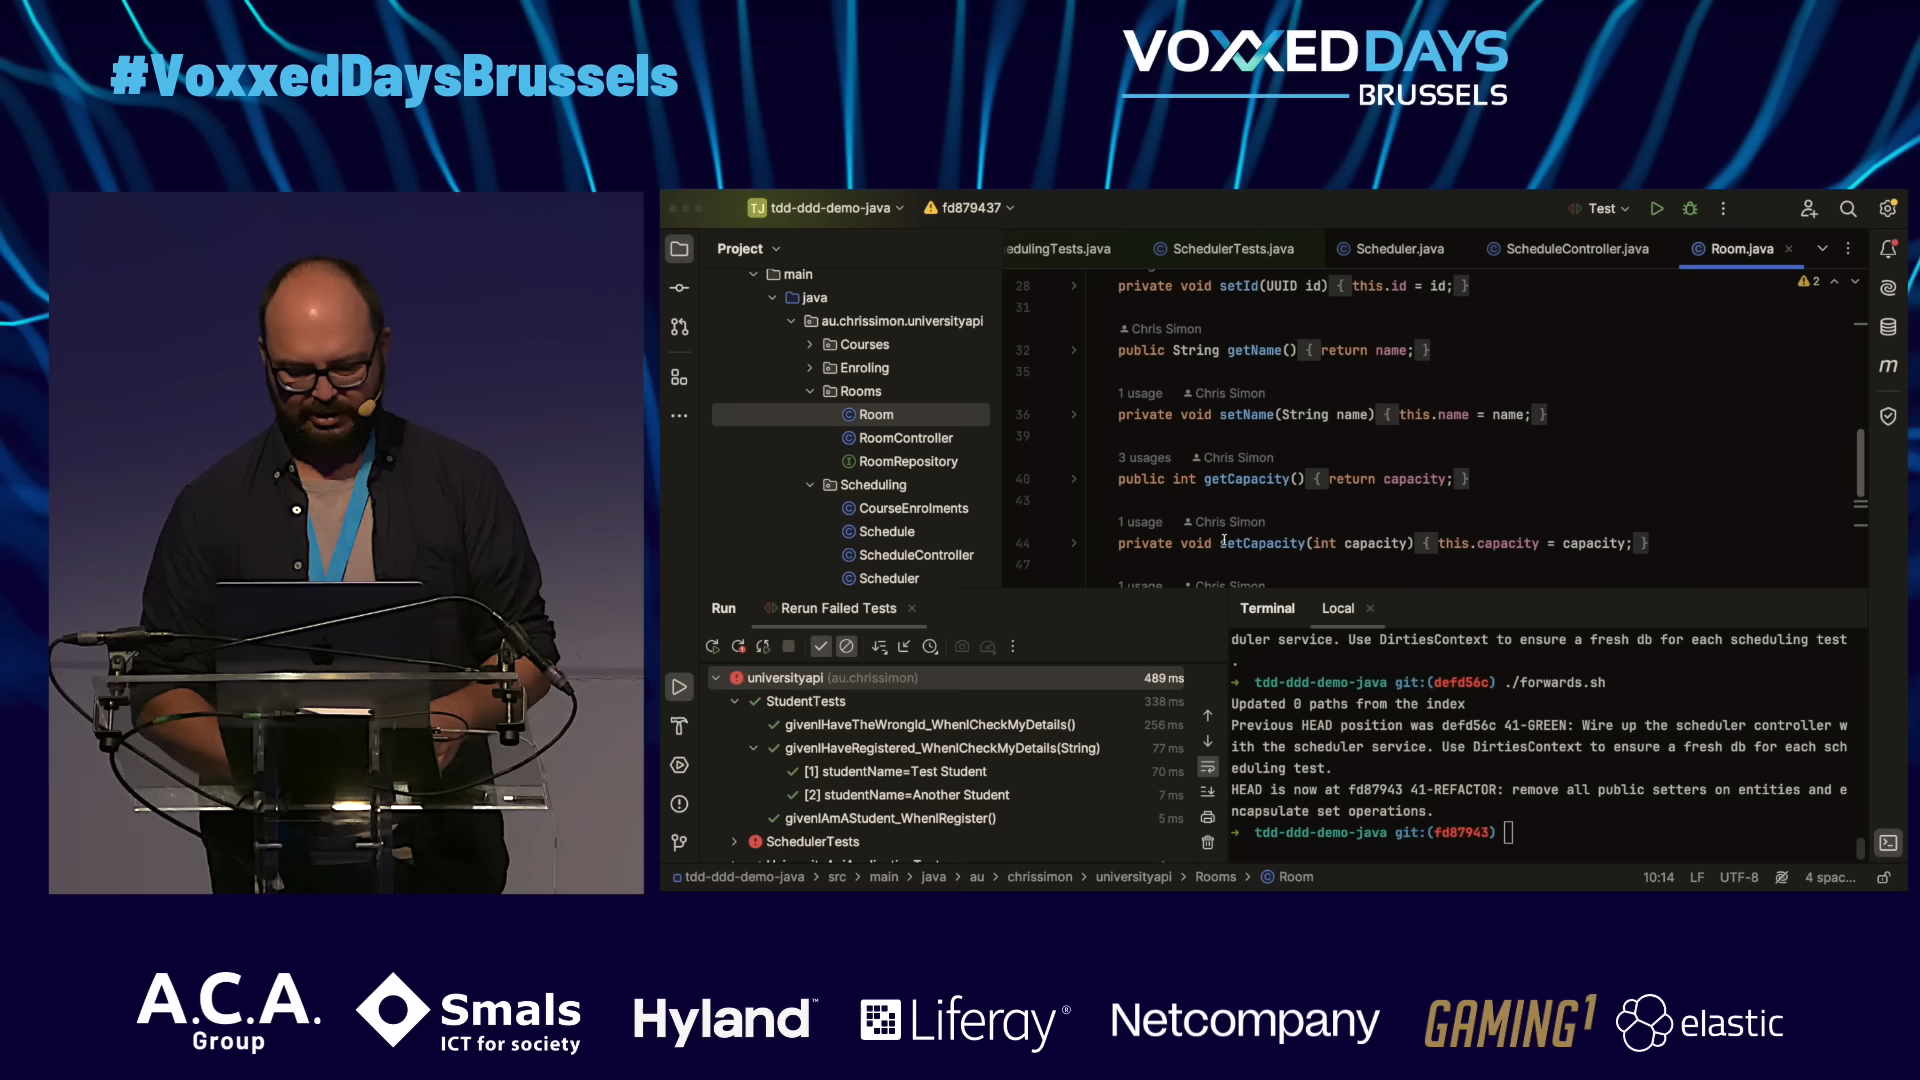 #VoxxedDaysBrussels
VOXXEDDAYS
BRUSSELS
TJ tdd-ddd-demo-java
fd879437
Test
Project
edulingTests.java
SchedulerTests.java
Scheduler.java
ScheduleController.java
Room.java
main
java
au.chrissimon.universityapi
Courses
Enroling
Rooms
Room
RoomController
RoomRepository
Scheduling
CourseEnrolments
Schedule
ScheduleController
Scheduler
28 private void setId(UUID id) { this.id = id; }
2
31
Chris Simon
32 public String getName() { return name; }
35
1 usage Chris Simon
36 private void setName(String name) { this.name = name; }
39
3 usages Chris Simon
40 public int getCapacity() { return capacity; }
43
1 usage Chris Simon
44 private void setCapacity(int capacity) { this.capacity = capacity; }
47
1 usage Chris Simon
Run Rerun Failed Tests
universityapi (au.chrissimon) 489 ms
StudentTests 338 ms
givenIHaveTheWrongId_WhenICheckMyDetails() 256 ms
givenIHaveRegistered_WhenICheckMyDetails(String) 77 ms
[1] studentName=Test Student 70 ms
[2] studentName=Another Student 7 ms
givenIAmAStudent_WhenIRegister() 5 ms
SchedulerTests
Terminal Local
duler service. Use DirtiesContext to ensure a fresh db for each scheduling test
.
→ tdd-ddd-demo-java git:(defd56c) ./forwards.sh
Updated 0 paths from the index
Previous HEAD position was defd56c 41-GREEN: Wire up the scheduler controller w
ith the scheduler service. Use DirtiesContext to ensure a fresh db for each sch
eduling test.
HEAD is now at fd87943 41-REFACTOR: remove all public setters on entities and e
ncapsulate set operations.
→ tdd-ddd-demo-java git:(fd87943)
tdd-ddd-demo-java > src > main > java > au > chrissimon > universityapi > Rooms > Room
10:14 LF UTF-8 4 spac...
A.C.A.
Group
Smals
ICT for society
Hyland™
Liferay®
Netcompany
GAMING1
elastic